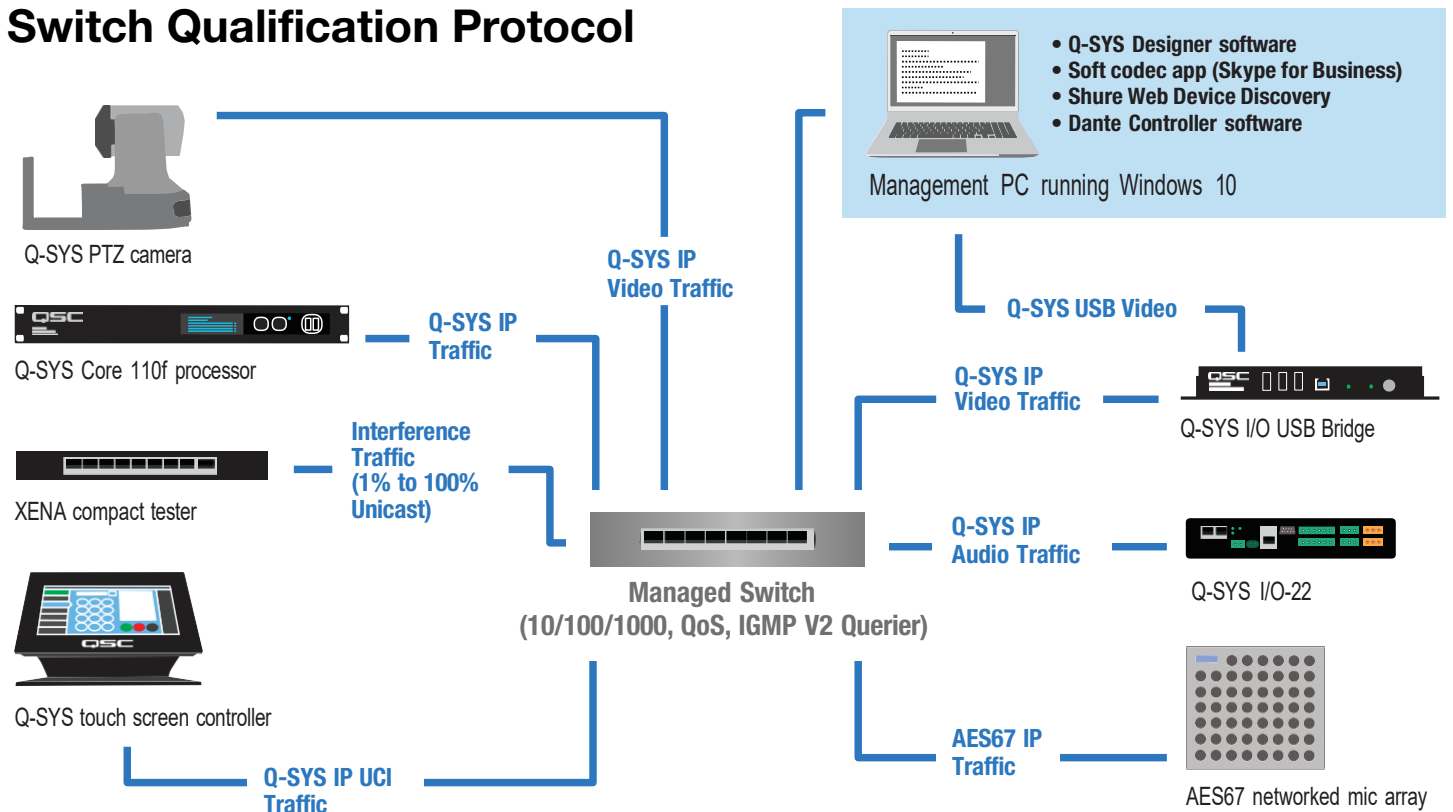 Switch Qualification Protocol
• Q-SYS Designer software
• Soft codec app (Skype for Business)
• Shure Web Device Discovery
• Dante Controller software
Management PC running Windows 10
Q-SYS PTZ camera
Q-SYS IP
Video Traffic
QSC
Q-SYS Core 110f processor
Q-SYS IP
Traffic
Q-SYS USB Video
Q-SYS IP
Video Traffic
QSC
Q-SYS I/O USB Bridge
Interference
Traffic
(1% to 100%
Unicast)
XENA compact tester
Managed Switch
(10/100/1000, QoS, IGMP V2 Querier)
Q-SYS IP
Audio Traffic
Q-SYS I/O-22
QSC
Q-SYS touch screen controller
Q-SYS IP UCI
Traffic
AES67 IP
Traffic
AES67 networked mic array